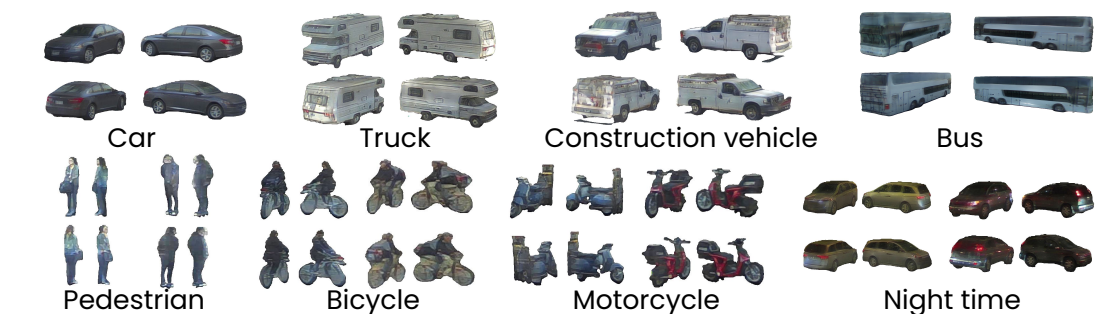 Car
Truck
Construction vehicle
Bus
Pedestrian
Bicycle
Motorcycle
Night time